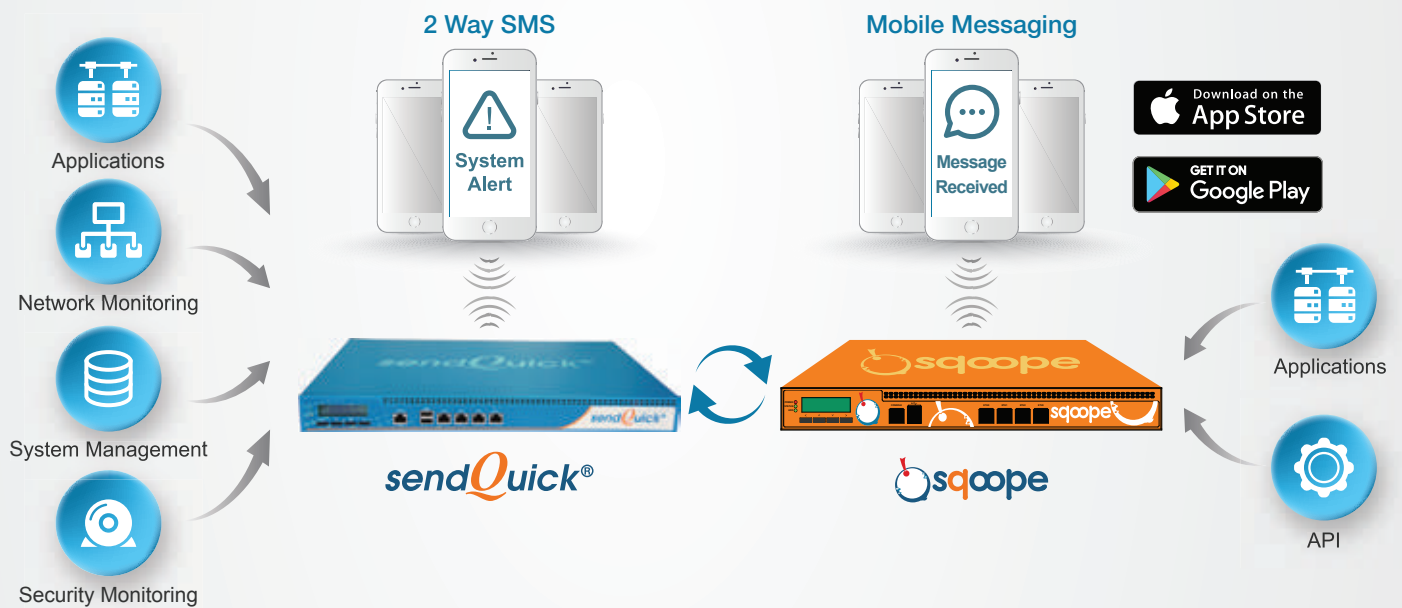 2 Way SMS
Mobile Messaging
System
Alert
Message
Received
Download on the
App Store
GET IT ON
Google Play
Applications
Network Monitoring
System Management
Security Monitoring
sendQuick®
sendQuick®
sendQuick®
sqoope
sqoope
sqoope
Applications
API